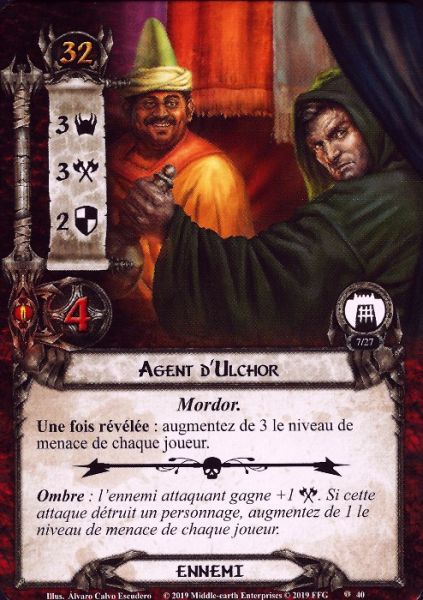 32
3
3
2
4
7/27
Agent d'Ulchor
Mordor.
Une fois révélée : augmentez de 3 le niveau de
menace de chaque joueur.
Ombre : l'ennemi attaquant gagne +1 . Si cette
attaque détruit un personnage, augmentez de 1 le
niveau de menace de chaque joueur.
ENNEMI
Illus. Álvaro Calvo Escudero © 2019 Middle-earth Enterprises © 2019 FFG 40